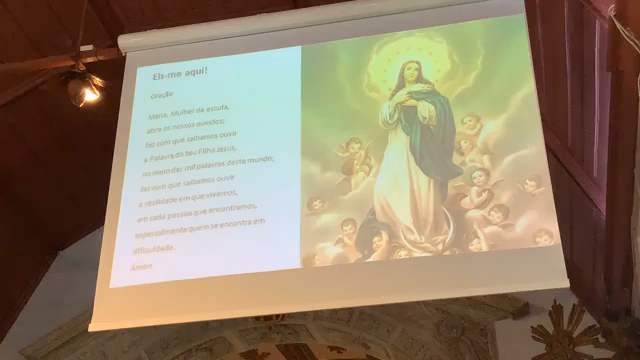 Eis-me aqui!
Oração
Maria, Mulher da escuta,
abre os nossos ouvidos;
faz com que saibamos ouvir
a Palavra do teu Filho Jesus,
no meio das mil palavras deste mundo;
faz com que saibamos ouvir
a realidade em que vivemos,
em cada pessoa que encontramos,
especialmente quem se encontra em
dificuldade.
Ámen